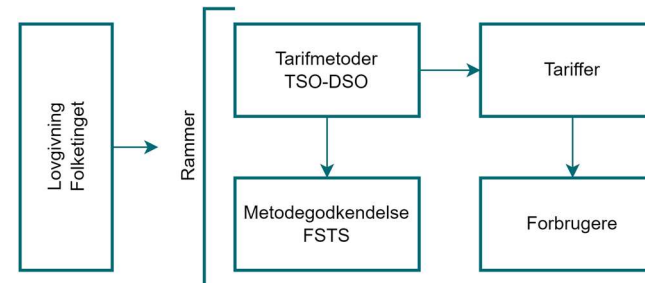 Lovgivning
Folketinget
Rammer
Tarifmetoder
TSO-DSO
Tariffer
Metodegodkendelse
FSTS
Forbrugere